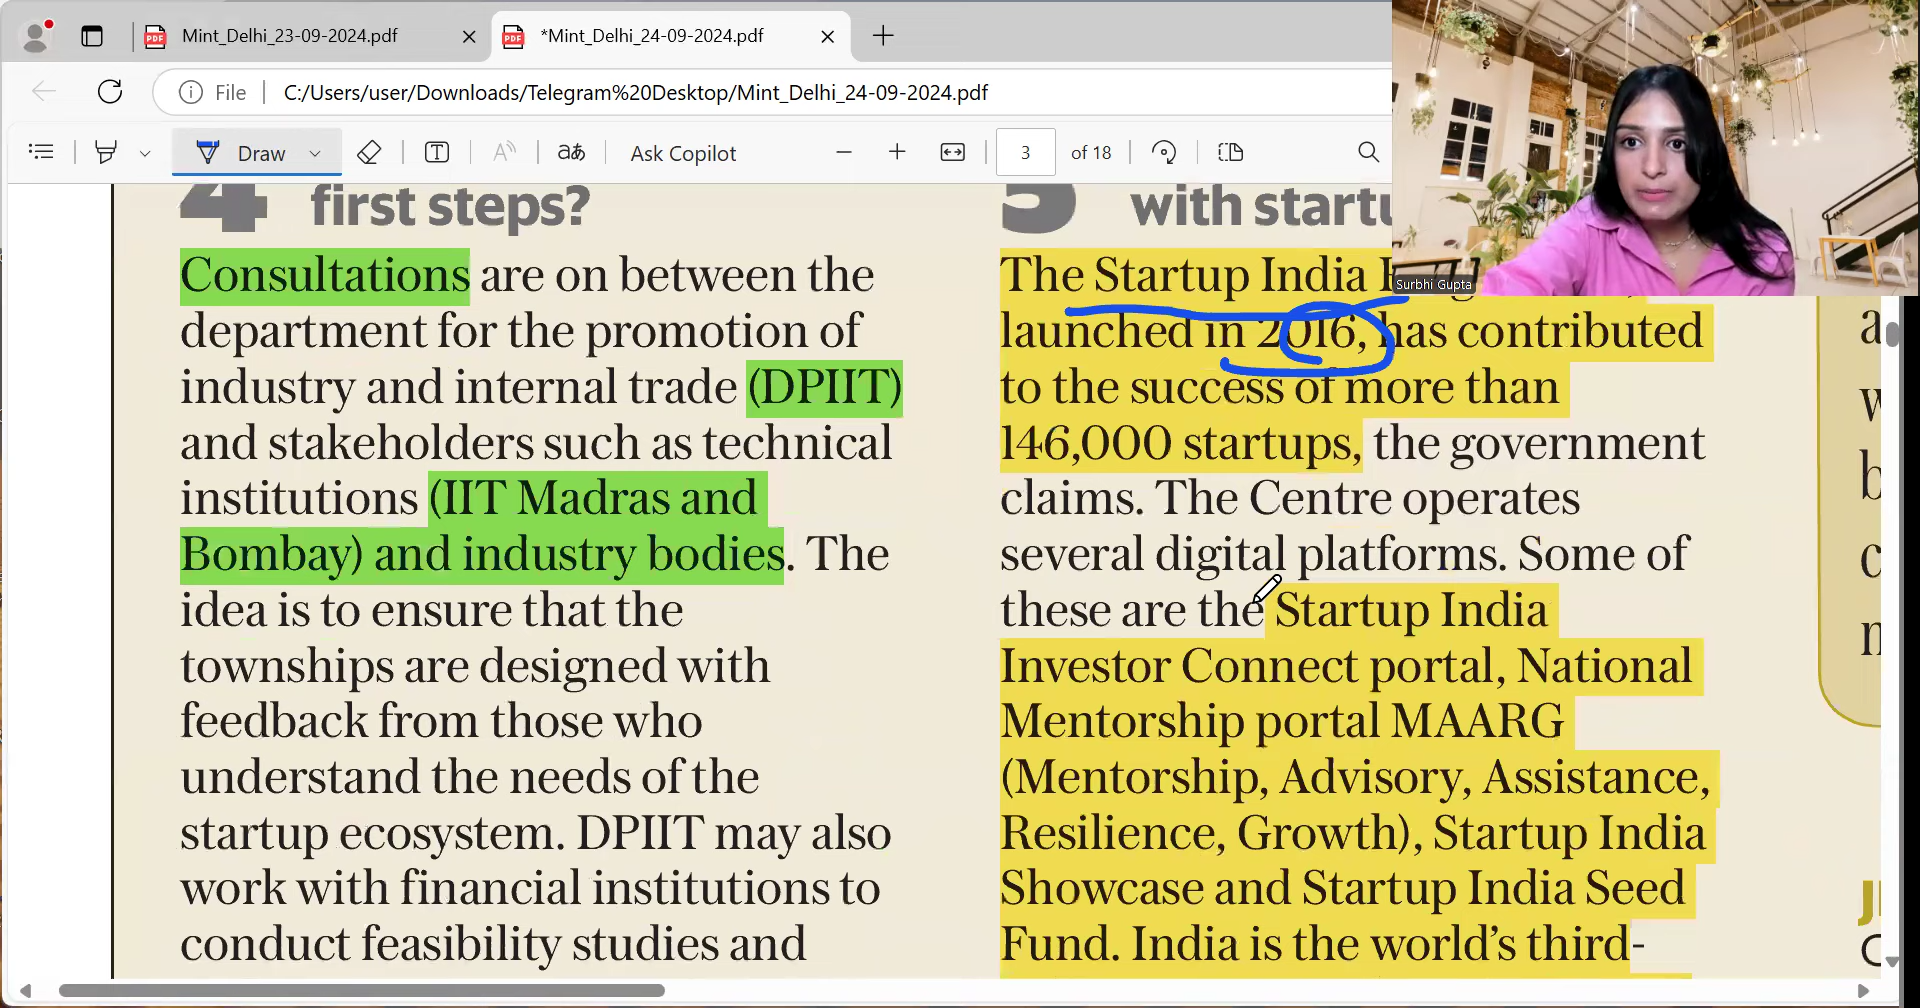 Mint_Delhi_23-09-2024.pdf
*Mint_Delhi_24-09-2024.pdf
File
C:/Users/user/Downloads/Telegram%20Desktop/Mint_Delhi_24-09-2024.pdf
Draw
Ask Copilot
3 of 18
Surbhi Gupta
4 first steps?
Consultations are on between the
department for the promotion of
industry and internal trade (DPIIT)
and stakeholders such as technical
institutions (IIT Madras and
Bombay) and industry bodies. The
idea is to ensure that the
townships are designed with
feedback from those who
understand the needs of the
startup ecosystem. DPIIT may also
work with financial institutions to
conduct feasibility studies and
5 with
The Startup India
launched in 2016, has contributed
to the success of more than
146,000 startups, the government
claims. The Centre operates
several digital platforms. Some of
these are the Startup India
Investor Connect portal, National
Mentorship portal MAARG
(Mentorship, Advisory, Assistance,
Resilience, Growth), Startup India
Showcase and Startup India Seed
Fund. India is the world's third-